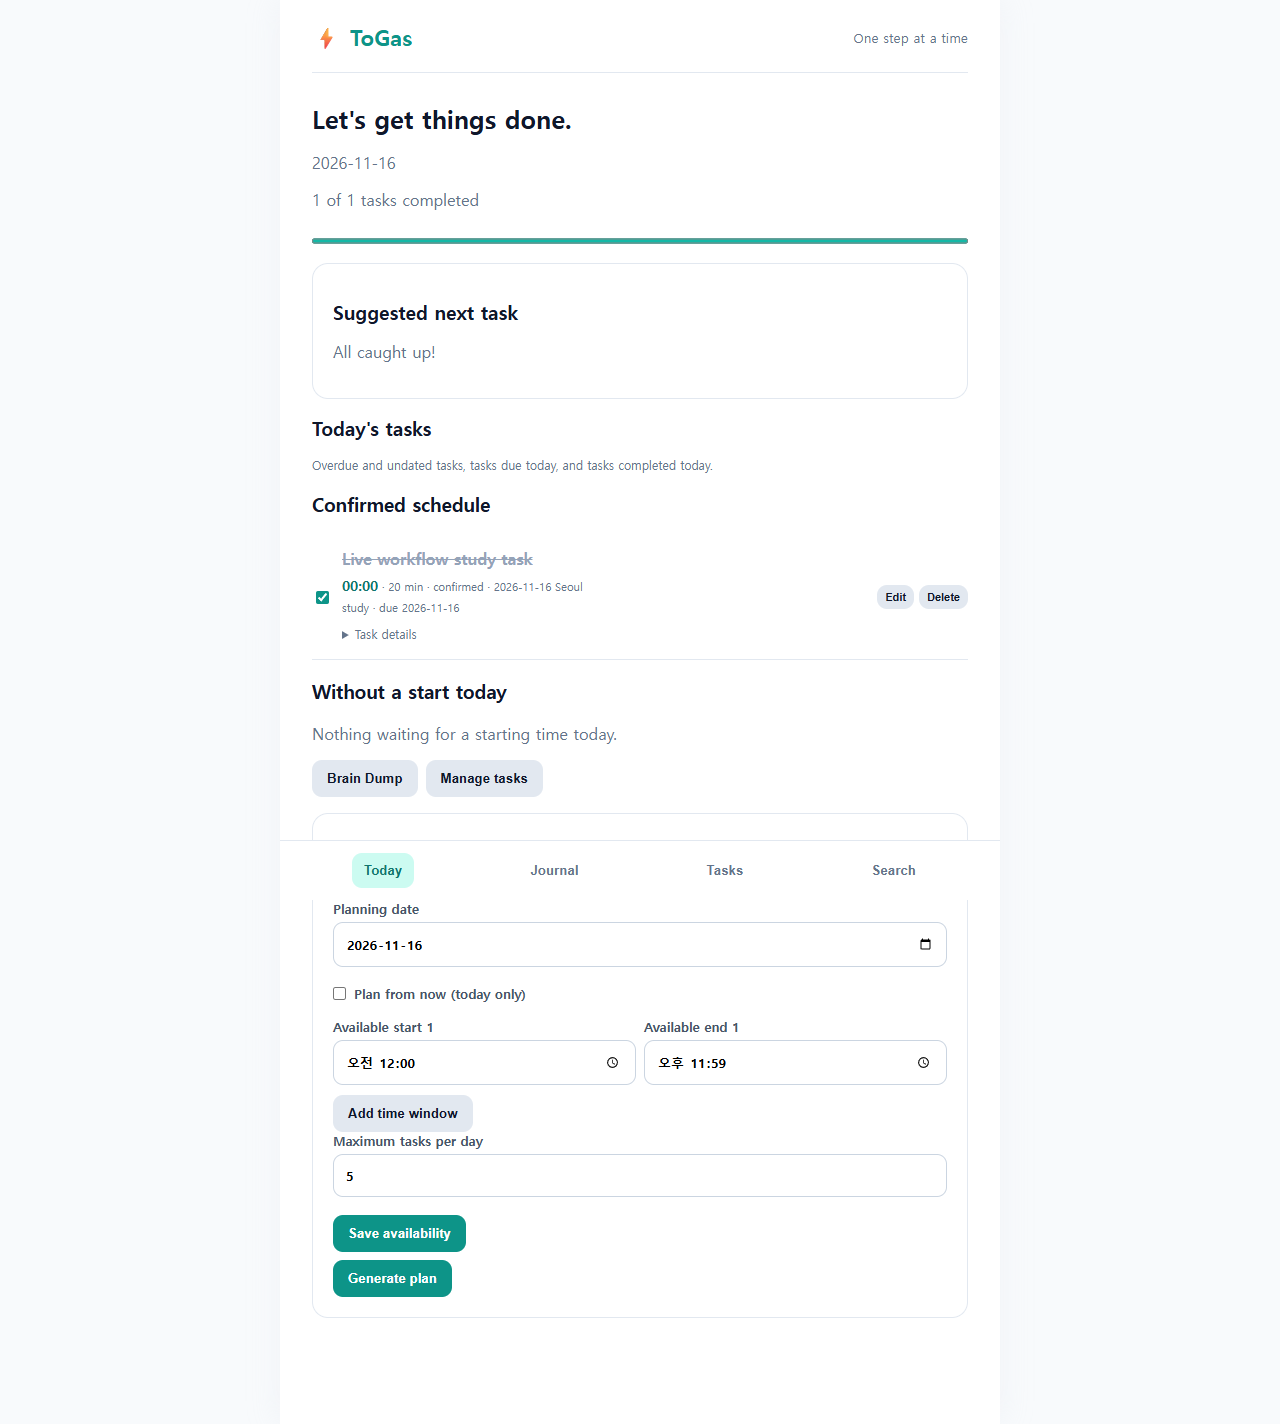 ToGas
One step at a time
Let's get things done.
2026-11-16
1 of 1 tasks completed
Suggested next task
All caught up!
Today's tasks
Overdue and undated tasks, tasks due today, and tasks completed today.
Confirmed schedule
Live workflow study task
00:00 · 20 min · confirmed · 2026-11-16 Seoul
study · due 2026-11-16
Edit
Delete
Task details
Without a start today
Nothing waiting for a starting time today.
Brain Dump
Manage tasks
Today
Journal
Tasks
Search
Planning date
2026-11-16
Plan from now (today only)
Available start 1
Available end 1
오전 12:00
오후 11:59
Add time window
Maximum tasks per day
5
Save availability
Generate plan